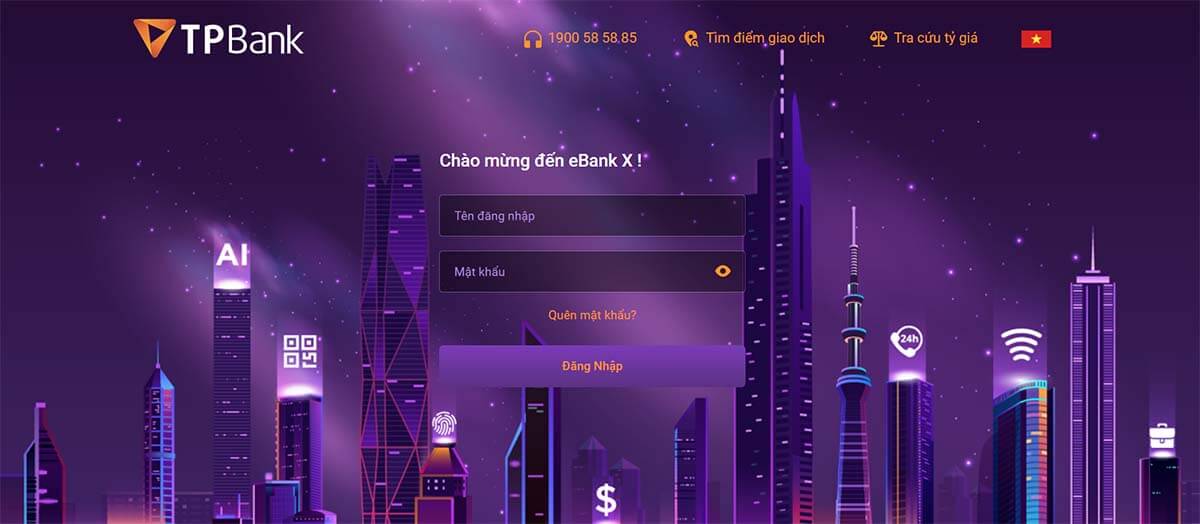 TPBank
1900 58 58 85
Tìm điểm giao dịch
Tra cứu tỷ giá
Chào mừng đến eBank X !
Tên đăng nhập
Mật khẩu
Quên mật khẩu?
Đăng Nhập
AI
24h
$